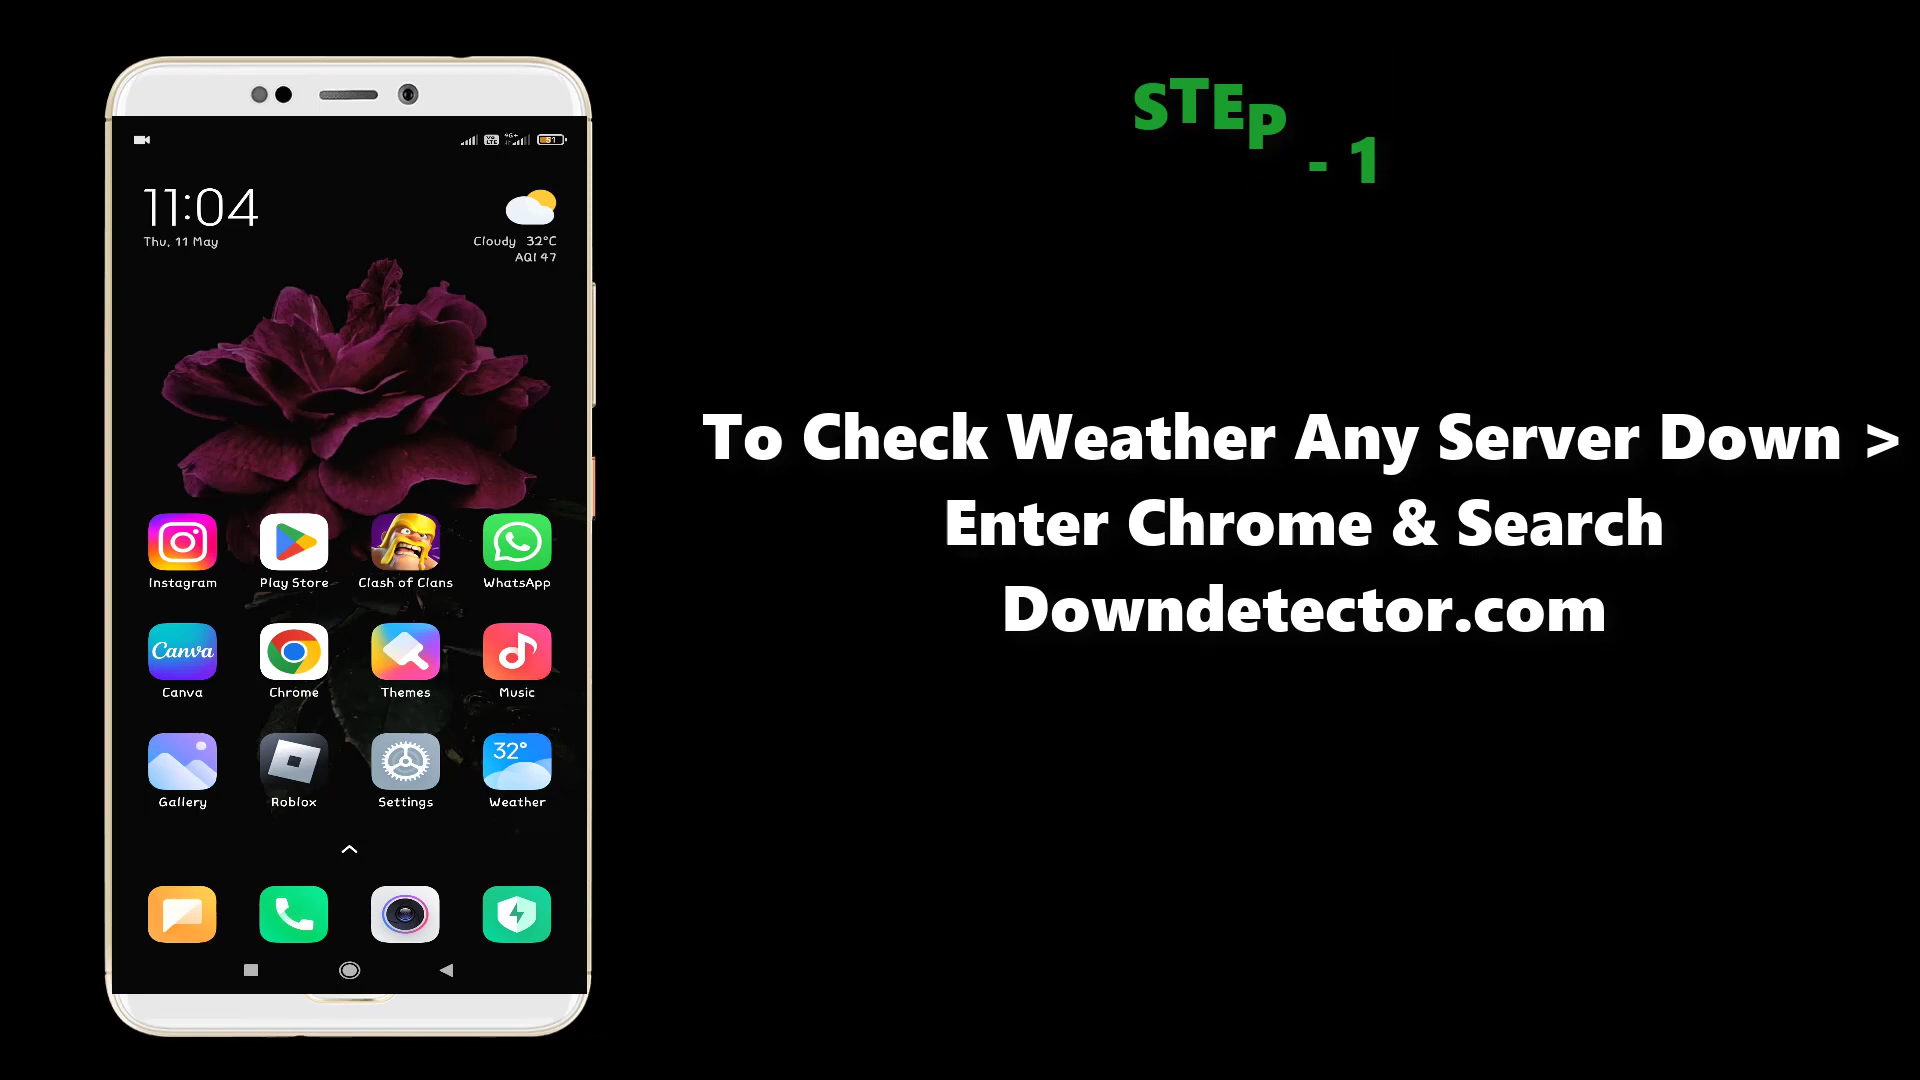 51
11:04
Thu, 11 May
Cloudy 32°C
AQI 47
Instagram
Play Store
Clash of Clans
WhatsApp
Canva
Canva
Chrome
Themes
Music
32°
Gallery
Roblox
Settings
Weather
STEP - 1
To Check Weather Any Server Down >
Enter Chrome & Search
Downdetector.com